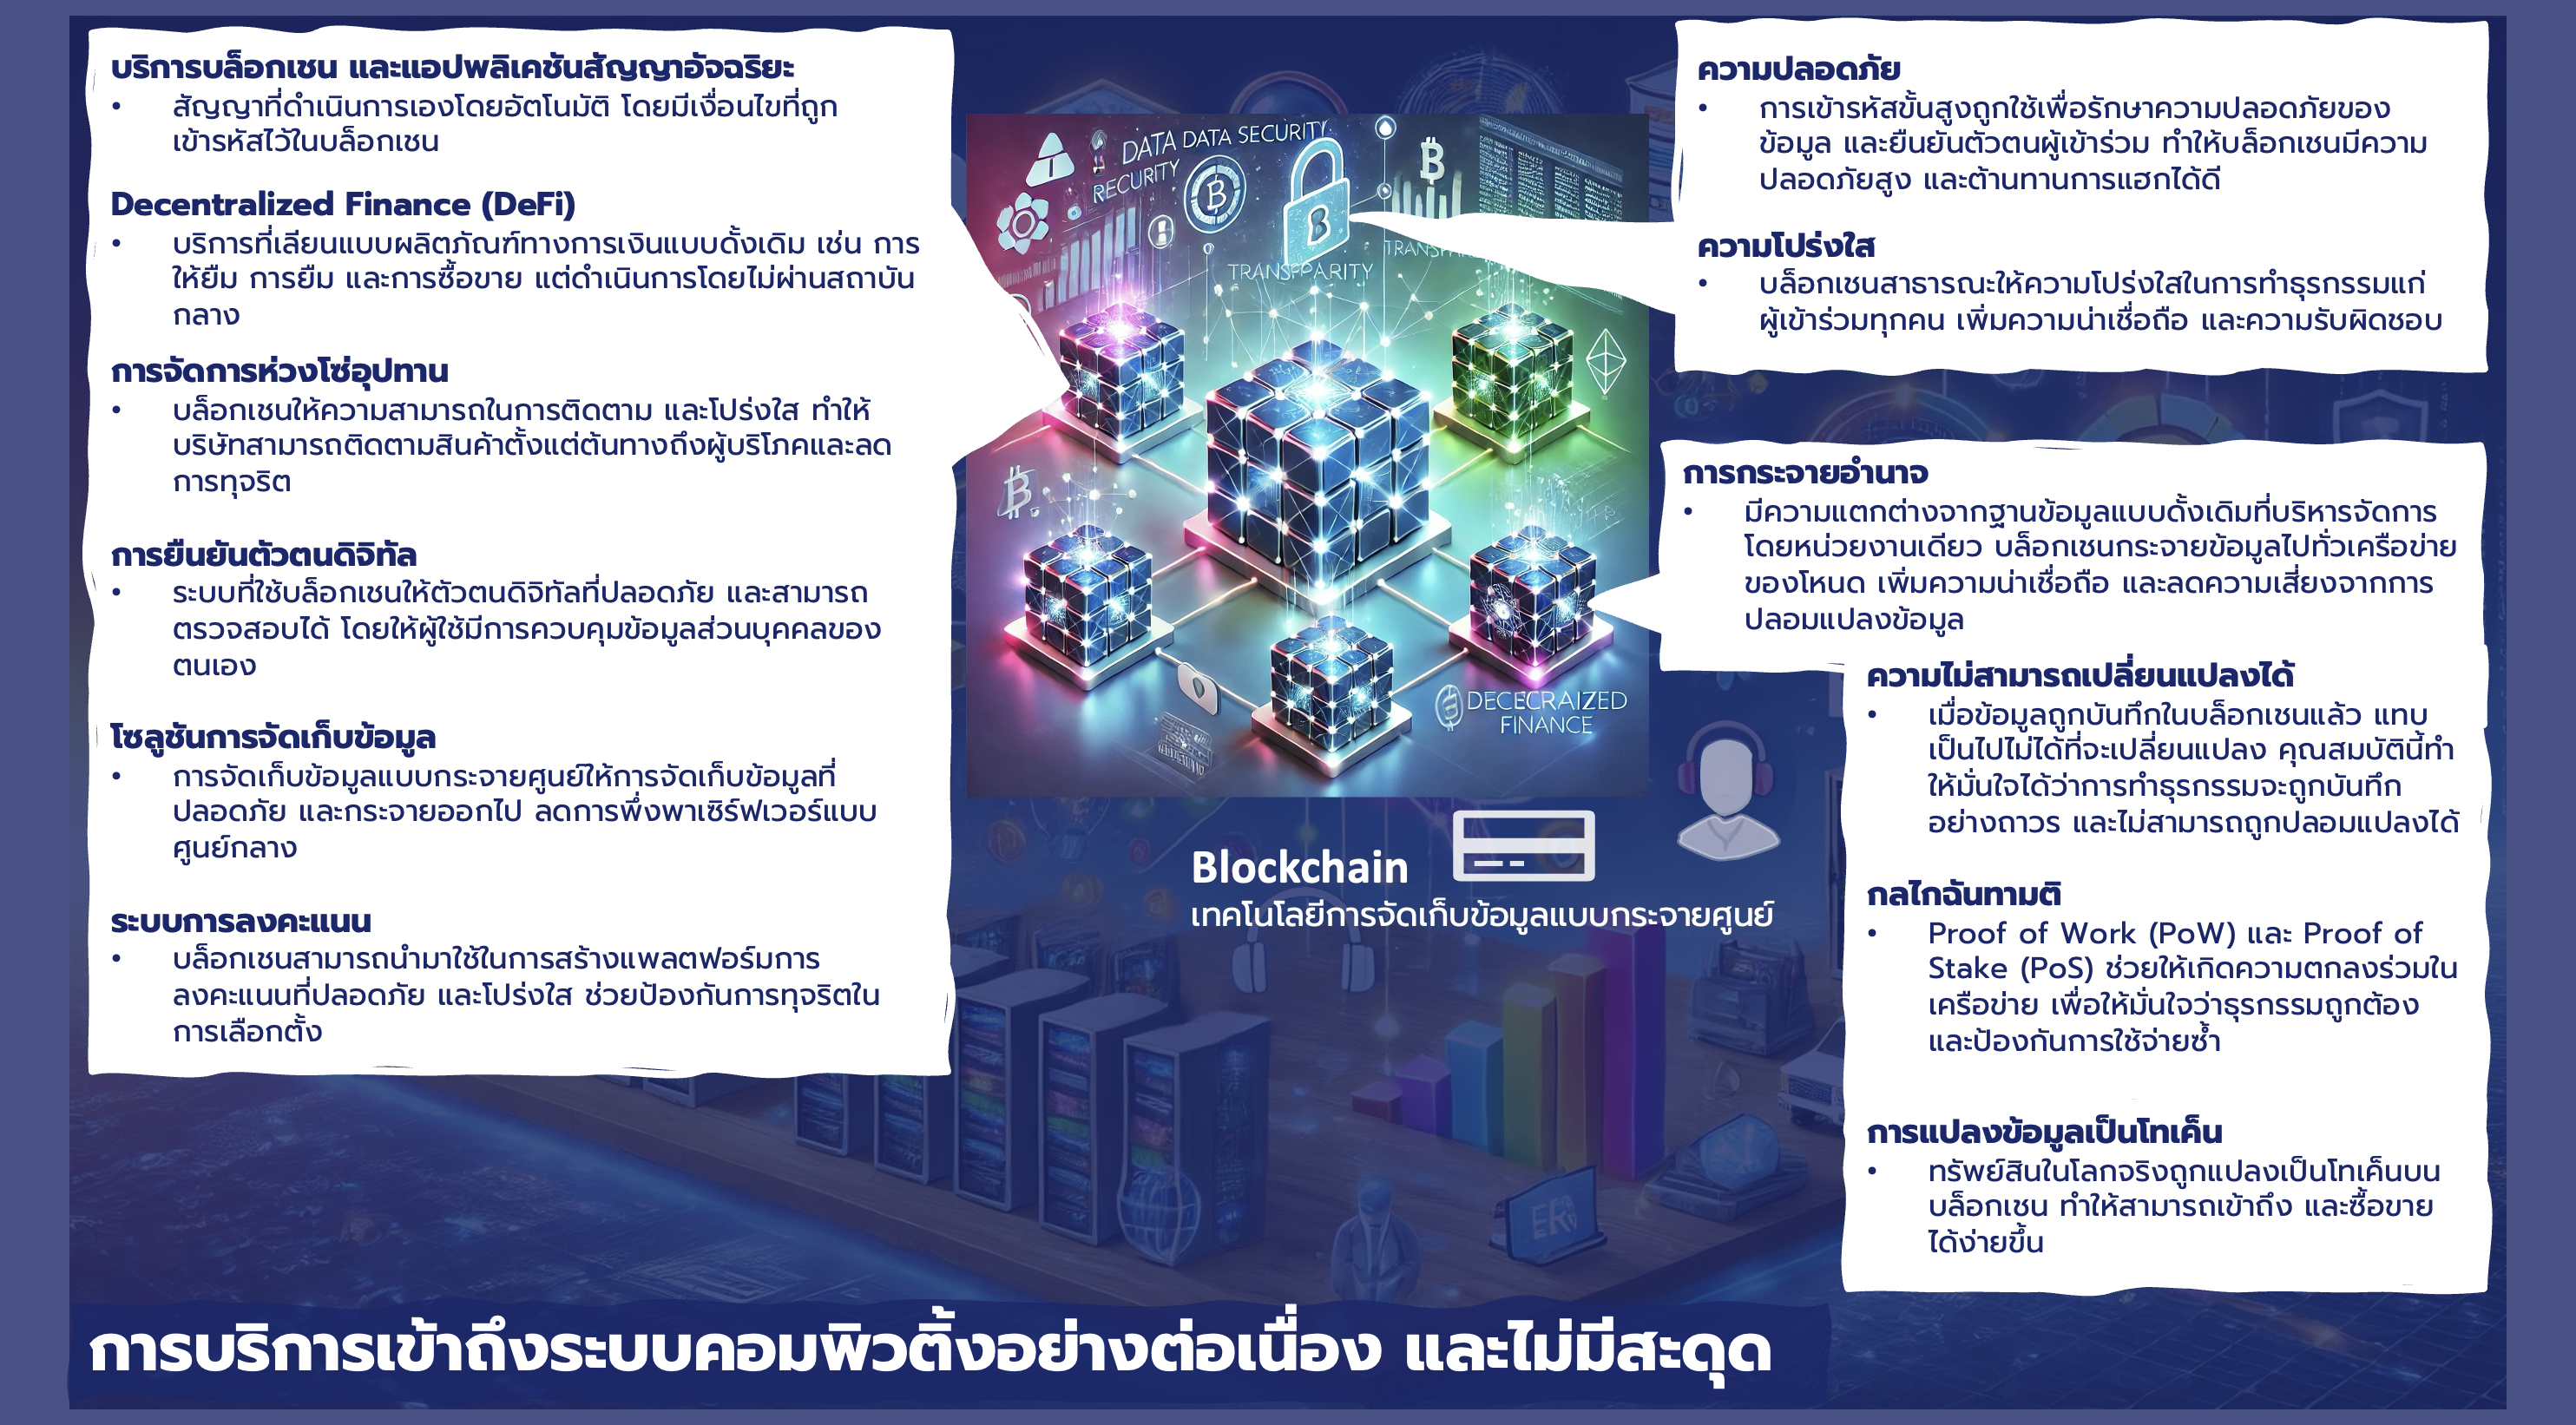 บริการบล็อกเชน และแอปพลิเคชันสัญญาอัจฉริยะ
• สัญญาที่ดำเนินการเองโดยอัตโนมัติ โดยมีเงื่อนไขที่ถูก
เข้ารหัสไว้ในบล็อกเชน
Decentralized Finance (DeFi)
• บริการที่เลียนแบบผลิตภัณฑ์ทางการเงินแบบดั้งเดิม เช่น การ
ให้ยืม การยืม และการซื้อขาย แต่ดำเนินการโดยไม่ผ่านสถาบัน
กลาง
การจัดการห่วงโซ่อุปทาน
• บล็อกเชนให้ความสามารถในการติดตาม และโปร่งใส ทำให้
บริษัทสามารถติดตามสินค้าตั้งแต่ต้นทางถึงผู้บริโภคและลด
การทุจริต
การยืนยันตัวตนดิจิทัล
• ระบบที่ใช้บล็อกเชนให้ตัวตนดิจิทัลที่ปลอดภัย และสามารถ
ตรวจสอบได้ โดยให้ผู้ใช้มีการควบคุมข้อมูลส่วนบุคคลของ
ตนเอง
โซลูชันการจัดเก็บข้อมูล
• การจัดเก็บข้อมูลแบบกระจายศูนย์ให้การจัดเก็บข้อมูลที่
ปลอดภัย และกระจายออกไป ลดการพึ่งพาเซิร์ฟเวอร์แบบ
ศูนย์กลาง
ระบบการลงคะแนน
• บล็อกเชนสามารถนำมาใช้ในการสร้างแพลตฟอร์มการ
ลงคะแนนที่ปลอดภัย และโปร่งใส ช่วยป้องกันการทุจริตใน
การเลือกตั้ง
DATA DATA SECURITY
RECURITY
TRANSFPARITY
DECECRAIZED
FINANCE
Blockchain
เทคโนโลยีการจัดเก็บข้อมูลแบบกระจายศูนย์
ERA
ความปลอดภัย
• การเข้ารหัสขั้นสูงถูกใช้เพื่อรักษาความปลอดภัยของ
ข้อมูล และยืนยันตัวตนผู้เข้าร่วม ทำให้บล็อกเชนมีความ
ปลอดภัยสูง และต้านทานการแฮกได้ดี
ความโปร่งใส
• บล็อกเชนสาธารณะให้ความโปร่งใสในการทำธุรกรรมแก่
ผู้เข้าร่วมทุกคน เพิ่มความน่าเชื่อถือ และความรับผิดชอบ
การกระจายอำนาจ
• มีความแตกต่างจากฐานข้อมูลแบบดั้งเดิมที่บริหารจัดการ
โดยหน่วยงานเดียว บล็อกเชนกระจายข้อมูลไปทั่วเครือข่าย
ของโหนด เพิ่มความน่าเชื่อถือ และลดความเสี่ยงจากการ
ปลอมแปลงข้อมูล
ความไม่สามารถเปลี่ยนแปลงได้
• เมื่อข้อมูลถูกบันทึกในบล็อกเชนแล้ว แทบ
เป็นไปไม่ได้ที่จะเปลี่ยนแปลง คุณสมบัตินี้ทำ
ให้มั่นใจได้ว่าการทำธุรกรรมจะถูกบันทึก
อย่างถาวร และไม่สามารถถูกปลอมแปลงได้
กลไกฉันทามติ
• Proof of Work (PoW) และ Proof of
Stake (PoS) ช่วยให้เกิดความตกลงร่วมใน
เครือข่าย เพื่อให้มั่นใจว่าธุรกรรมถูกต้อง
และป้องกันการใช้จ่ายซ้ำ
การแปลงข้อมูลเป็นโทเค็น
• ทรัพย์สินในโลกจริงถูกแปลงเป็นโทเค็นบน
บล็อกเชน ทำให้สามารถเข้าถึง และซื้อขาย
ได้ง่ายขึ้น
การบริการเข้าถึงระบบคอมพิวติ้งอย่างต่อเนื่อง และไม่มีสะดุด